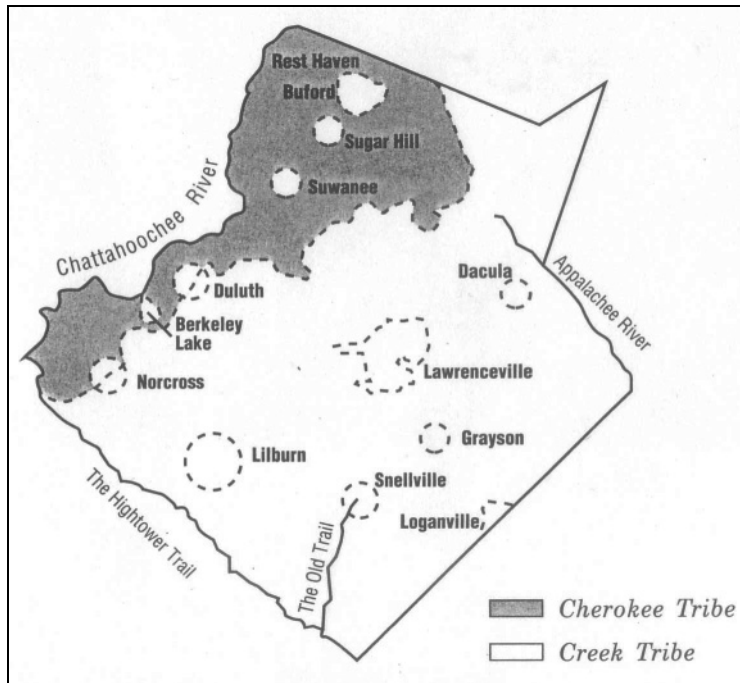 Rest Haven
Buford
Sugar Hill
Suwanee
Chattahoochee River
Duluth
Dacula
Appalachee River
Berkeley
Lake
Lawrenceville
Norcross
Grayson
Lilburn
Snellville
The Hightower Trail
The Old Trail
Loganville
Cherokee Tribe
Creek Tribe